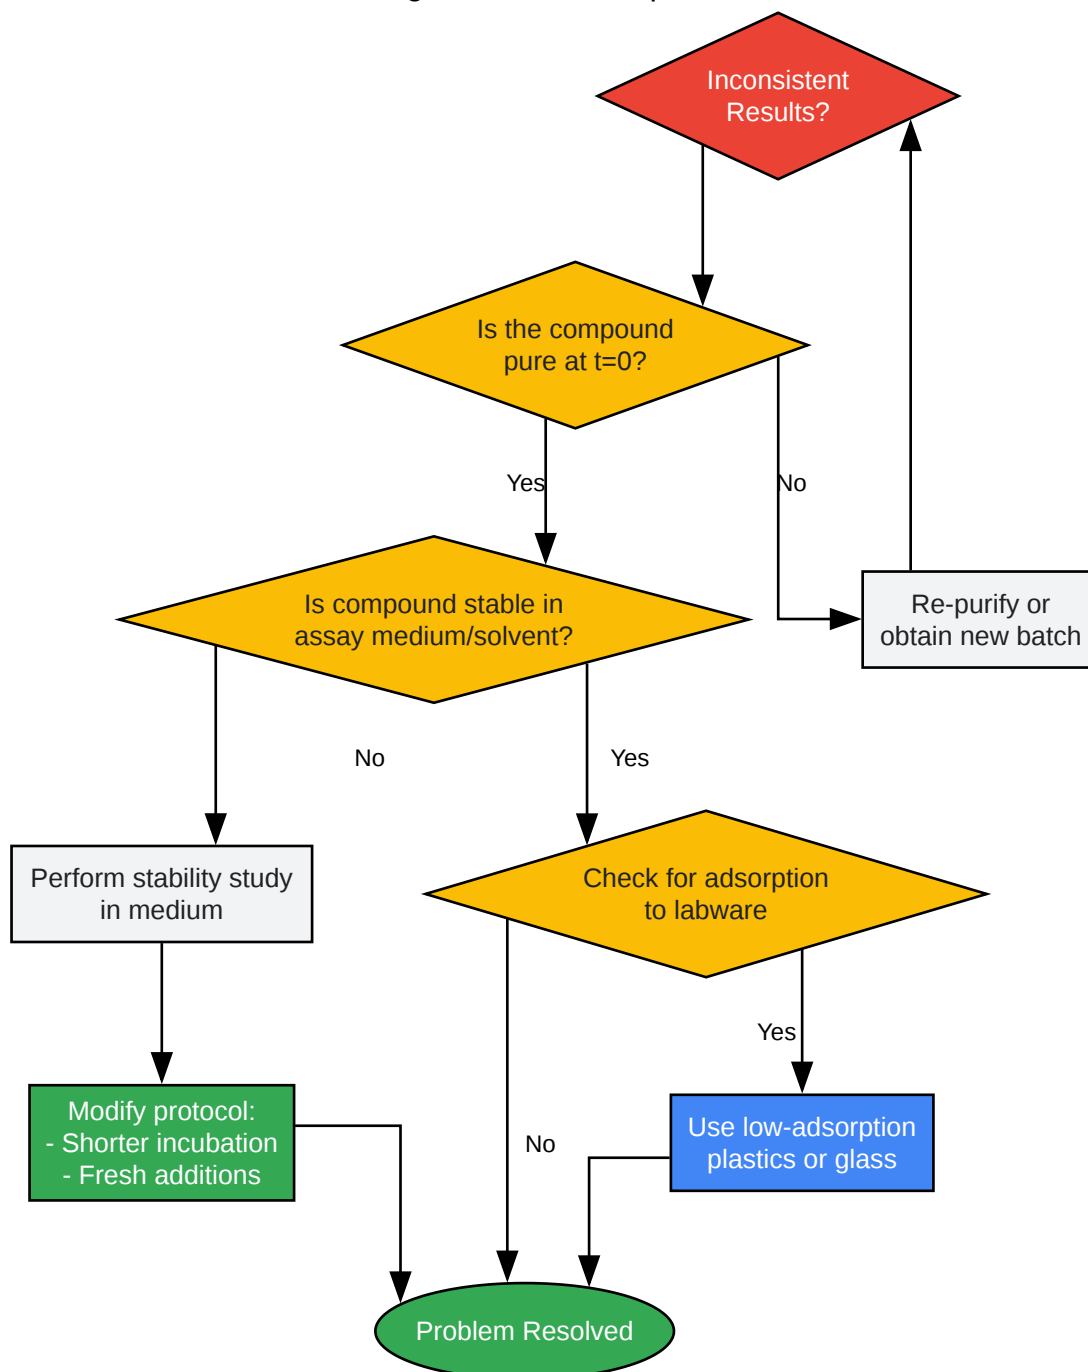 Inconsistent
Results?
Is the compound
pure at t=0?
Yes
No
Is compound stable in
assay medium/solvent?
Re-purify or
obtain new batch
No
Yes
Perform stability study
in medium
Check for adsorption
to labware
Yes
Modify protocol:
- Shorter incubation
- Fresh additions
No
Use low-adsorption
plastics or glass
Problem Resolved